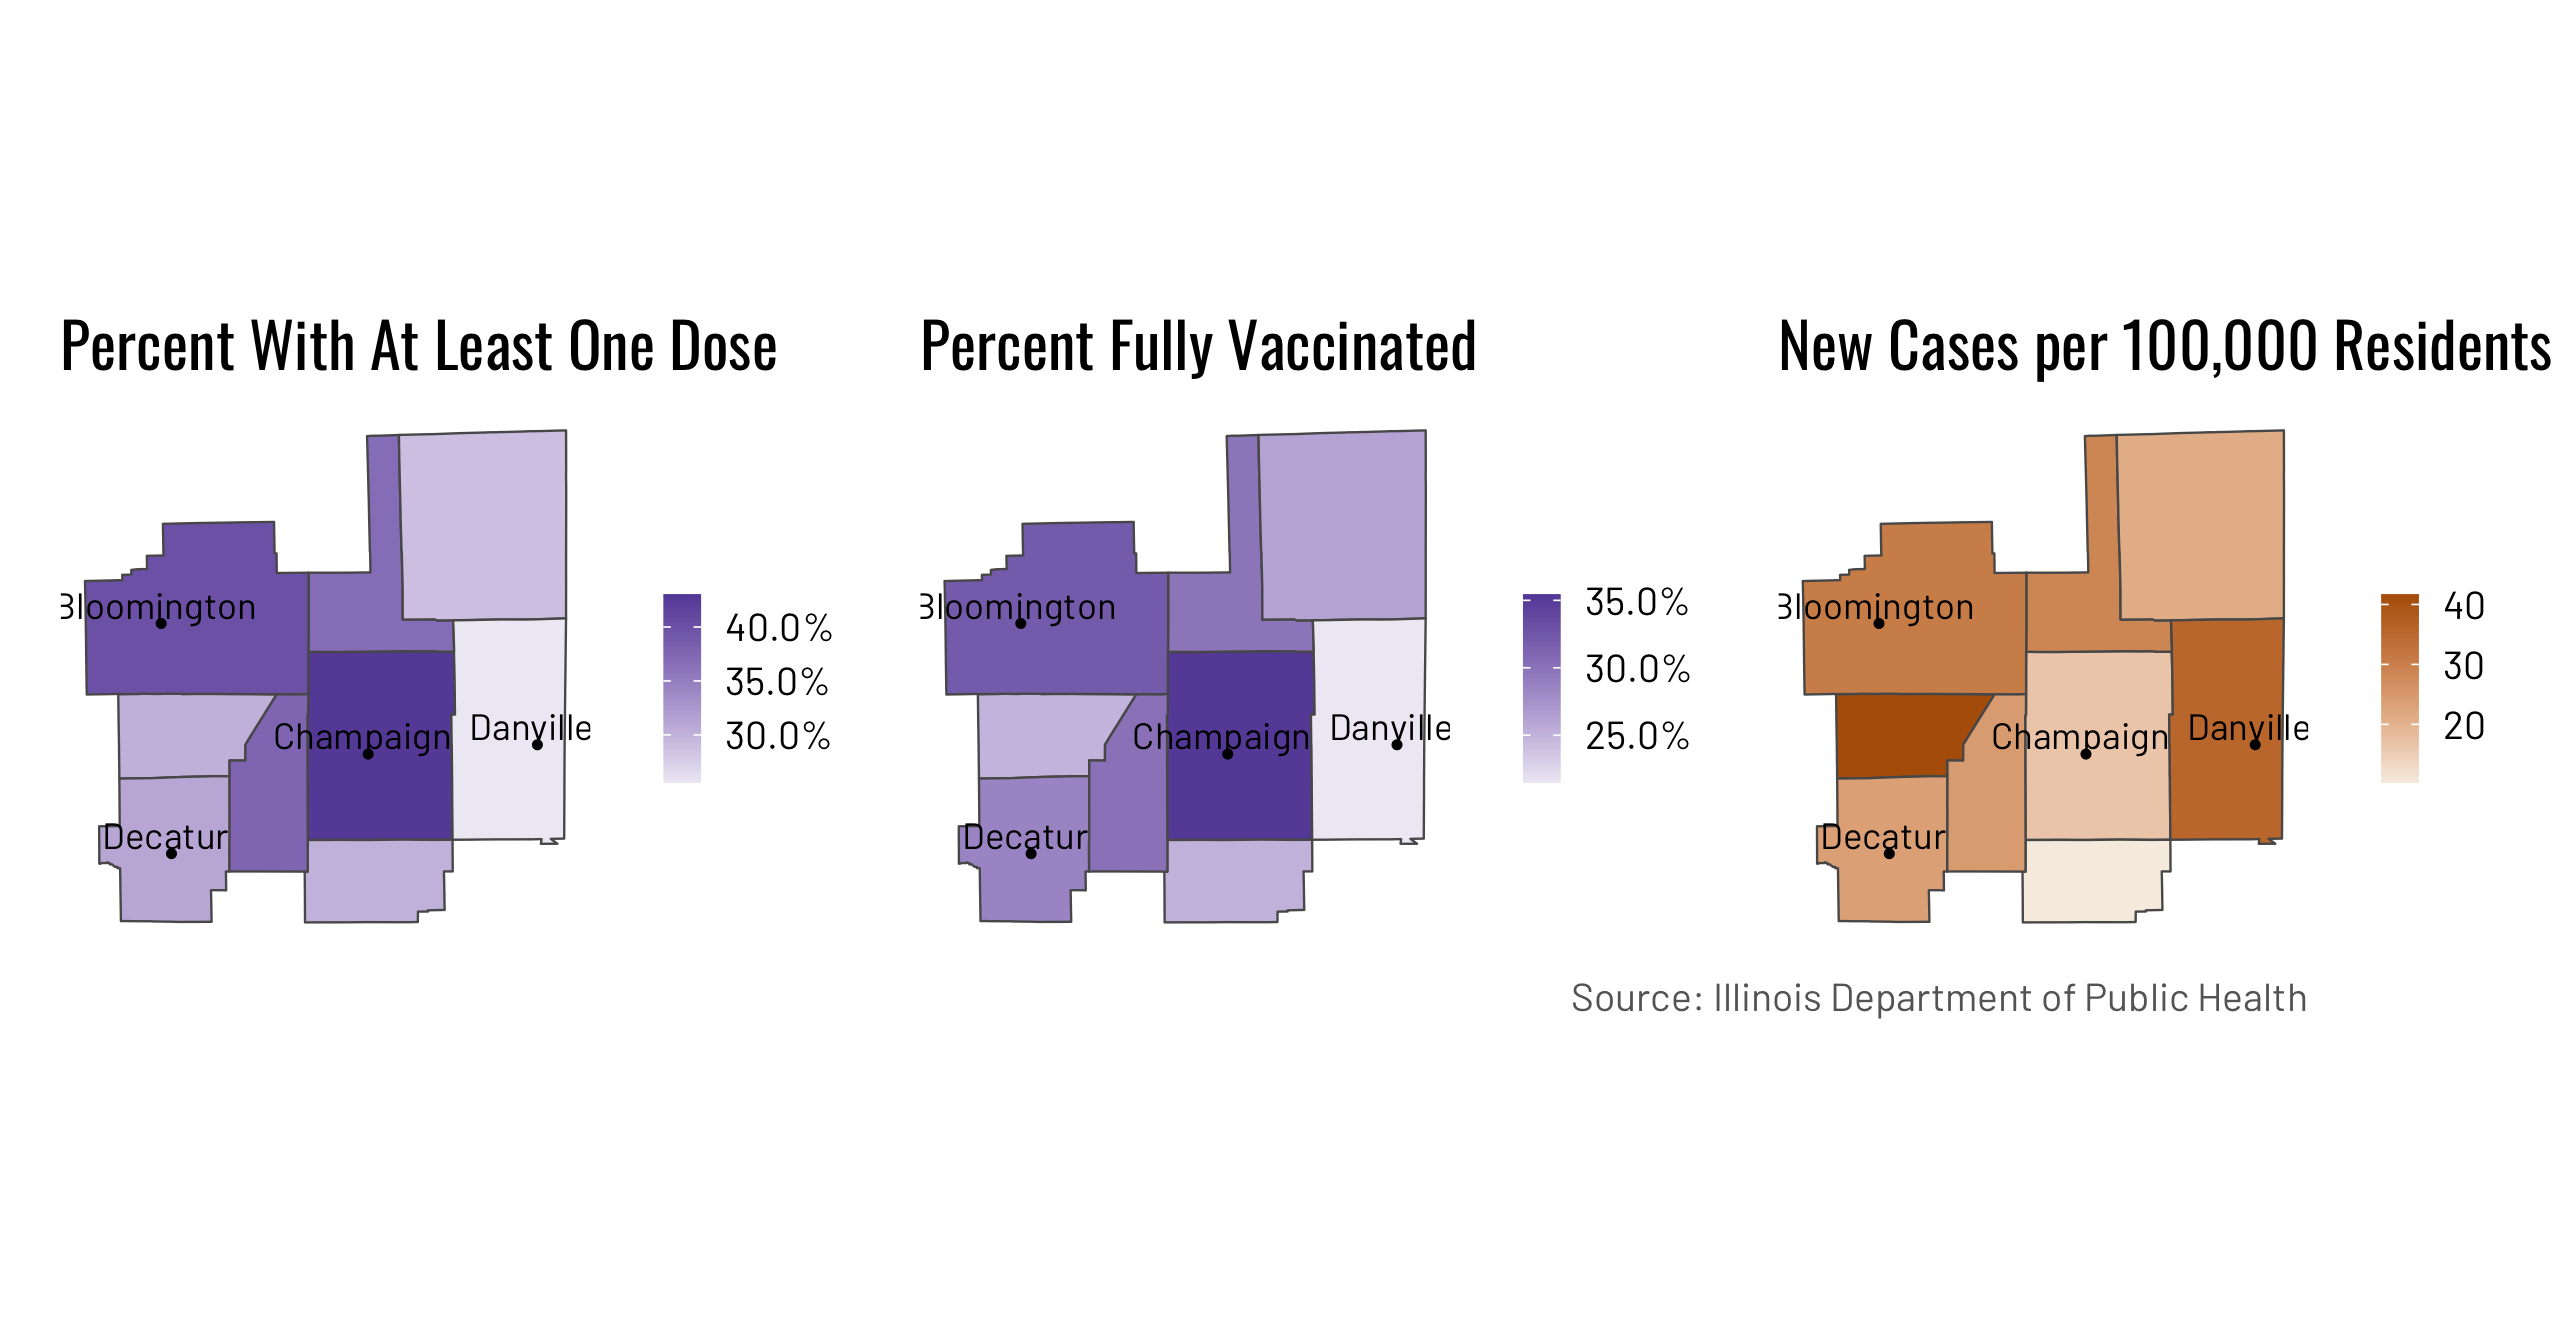 Percent With At Least One Dose
Bloomington
Champaign
Danville
Decatur
40.0%
35.0%
30.0%
Percent Fully Vaccinated
Bloomington
Champaign
Danville
Decatur
35.0%
30.0%
25.0%
New Cases per 100,000 Residents
Bloomington
Champaign
Danville
Decatur
40
30
20
Source: Illinois Department of Public Health